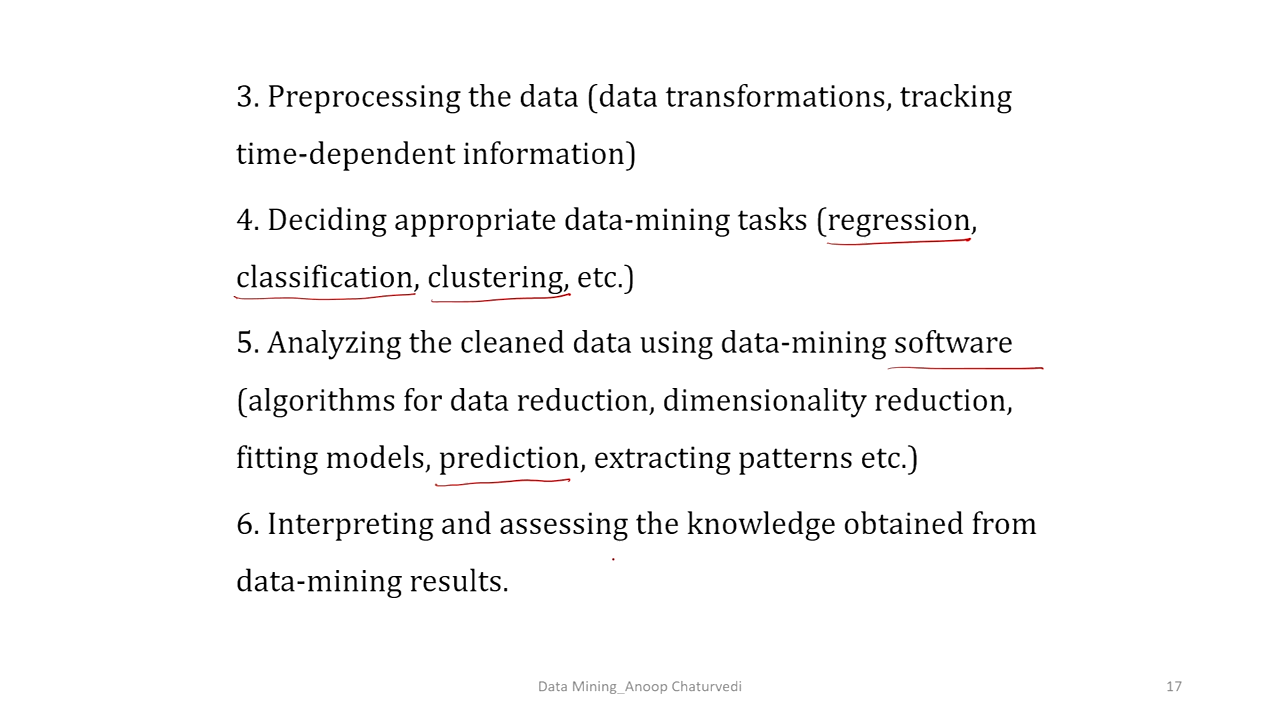 3. Preprocessing the data (data transformations, tracking
time-dependent information)
4. Deciding appropriate data-mining tasks (regression,
classification, clustering, etc.)
5. Analyzing the cleaned data using data-mining software
(algorithms for data reduction, dimensionality reduction,
fitting models, prediction, extracting patterns etc.)
6. Interpreting and assessing the knowledge obtained from
data-mining results.
Data Mining_Anoop Chaturvedi
17